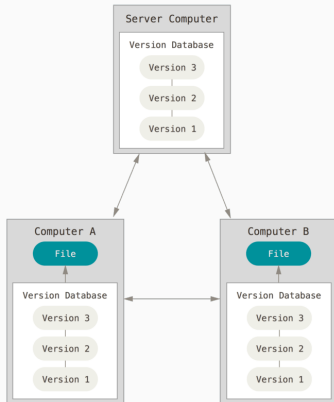 Server Computer
Version Database
Version 3
Version 2
Version 1
Computer A
File
Version Database
Version 3
Version 2
Version 1
Computer B
File
Version Database
Version 3
Version 2
Version 1